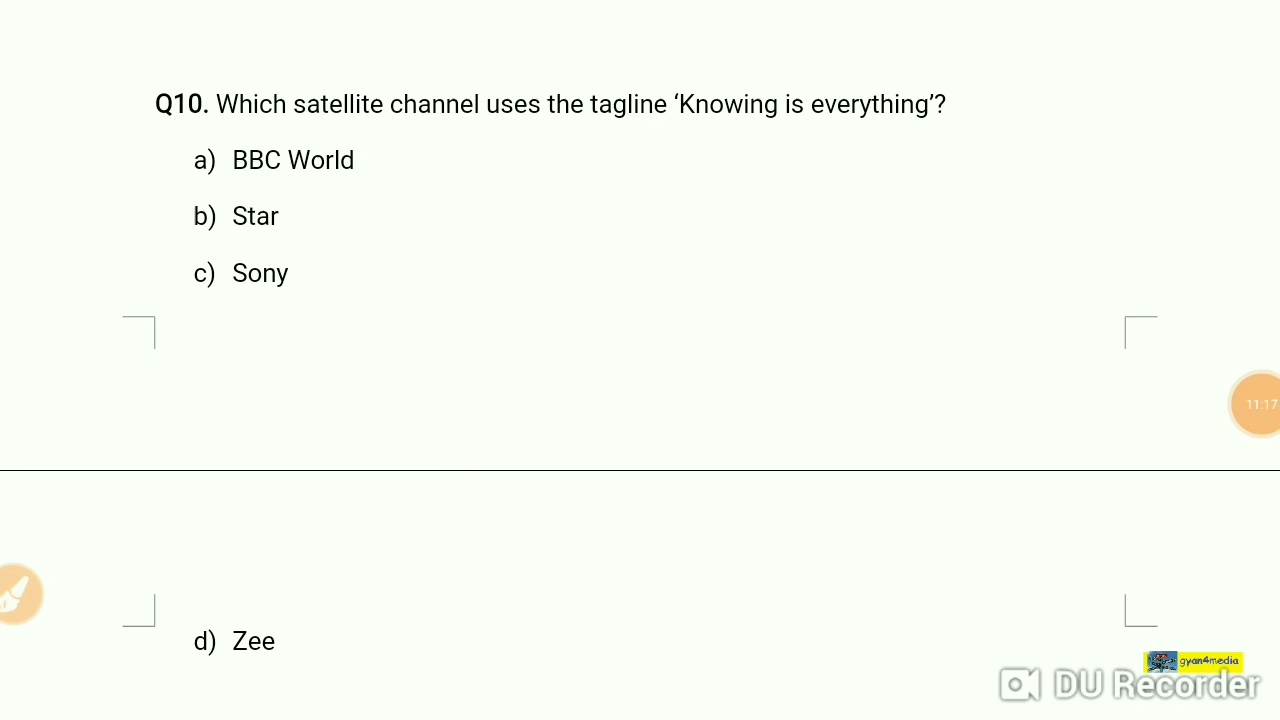 Q10. Which satellite channel uses the tagline ‘Knowing is everything’?
a) BBC World
b) Star
c) Sony
11:17
d) Zee
gyan4media
DU Recorder